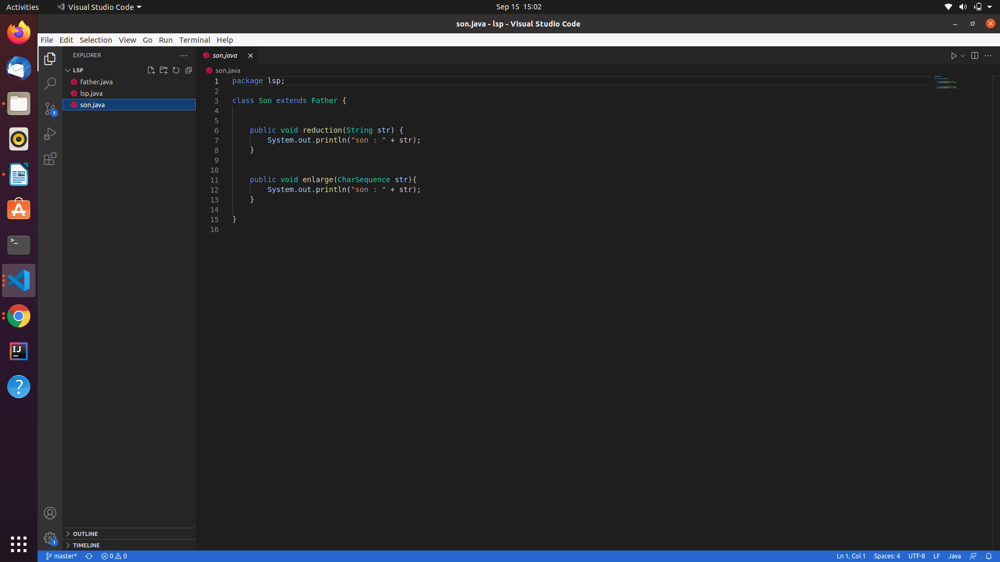 Activities
Visual Studio Code
Sep 15 15:02
son.java - lsp - Visual Studio Code
File Edit Selection View Go Run Terminal Help
EXPLORER
LSP
father.java
lsp.java
son.java
1
OUTLINE
TIMELINE
1
son.java
son.java
1 package lsp;
2
3 class Son extends Father {
4
5
6 public void reduction(String str) {
7 System.out.println("son : " + str);
8 }
9
10
11 public void enlarge(CharSequence str){
12 System.out.println("son : " + str);
13 }
14
15 }
16
master* 0 0
Ln 1, Col 1 Spaces: 4 UTF-8 LF Java